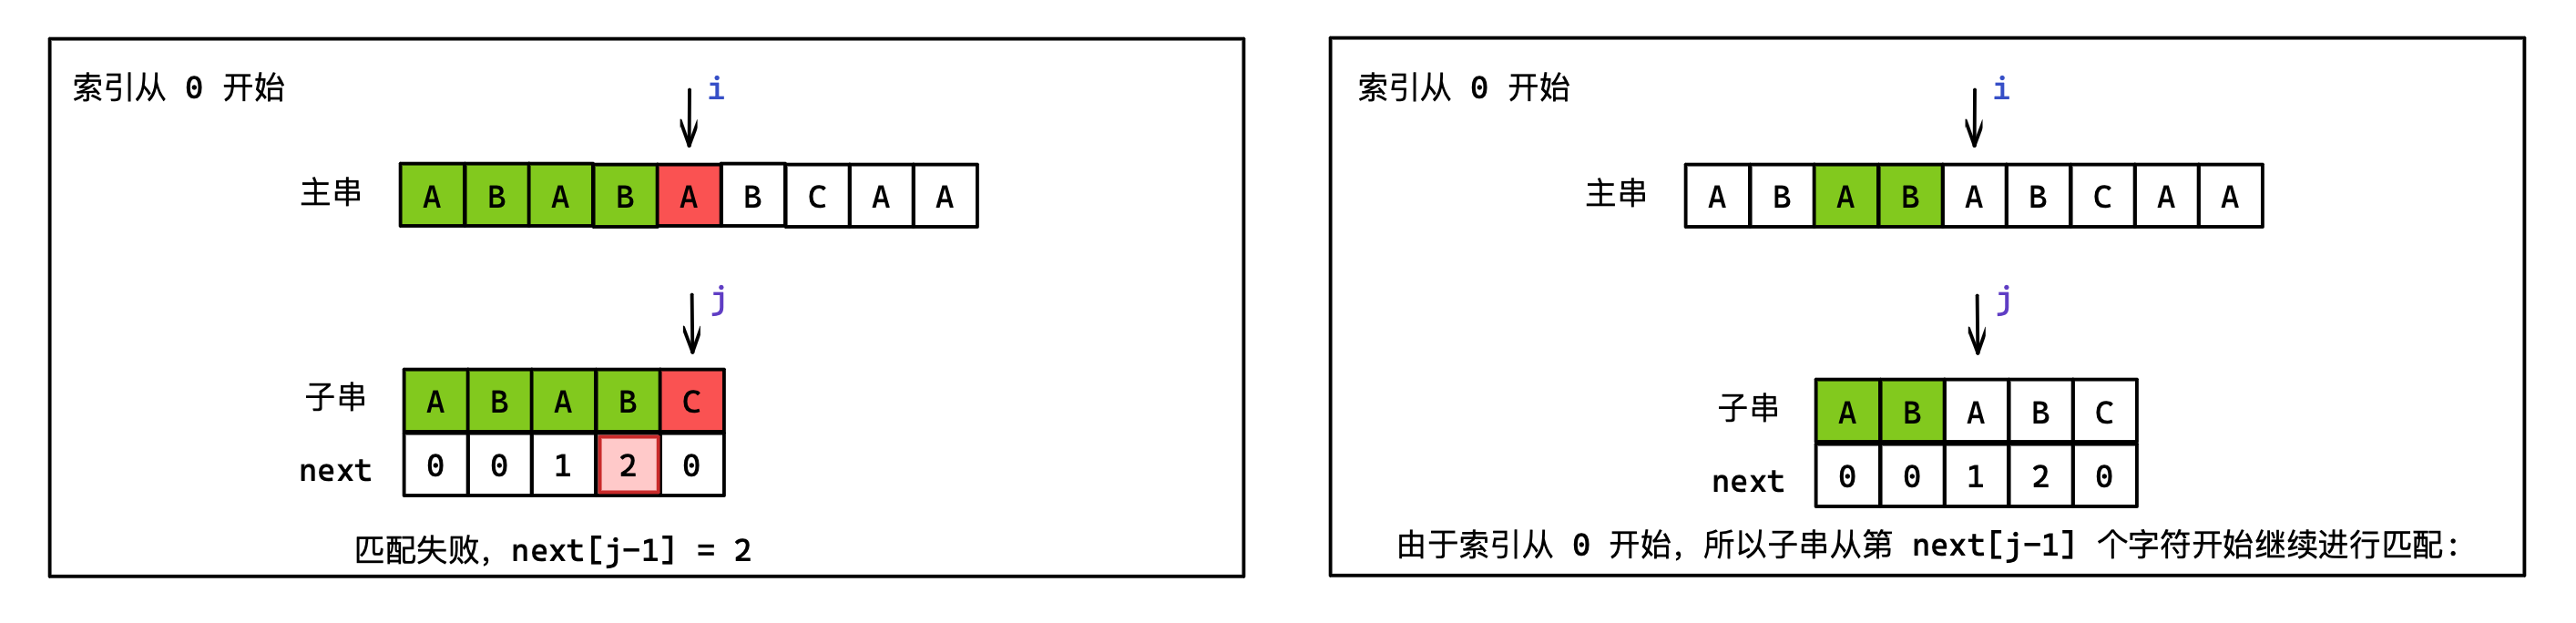 索引从 0 开始
i
主串 A B A B A B C A A
j
子串 A B A B C
next 0 0 1 2 0
匹配失败，next[j-1] = 2
索引从 0 开始
i
主串 A B A B A B C A A
j
子串 A B A B C
next 0 0 1 2 0
由于索引从 0 开始，所以子串从第 next[j-1] 个字符开始继续进行匹配：